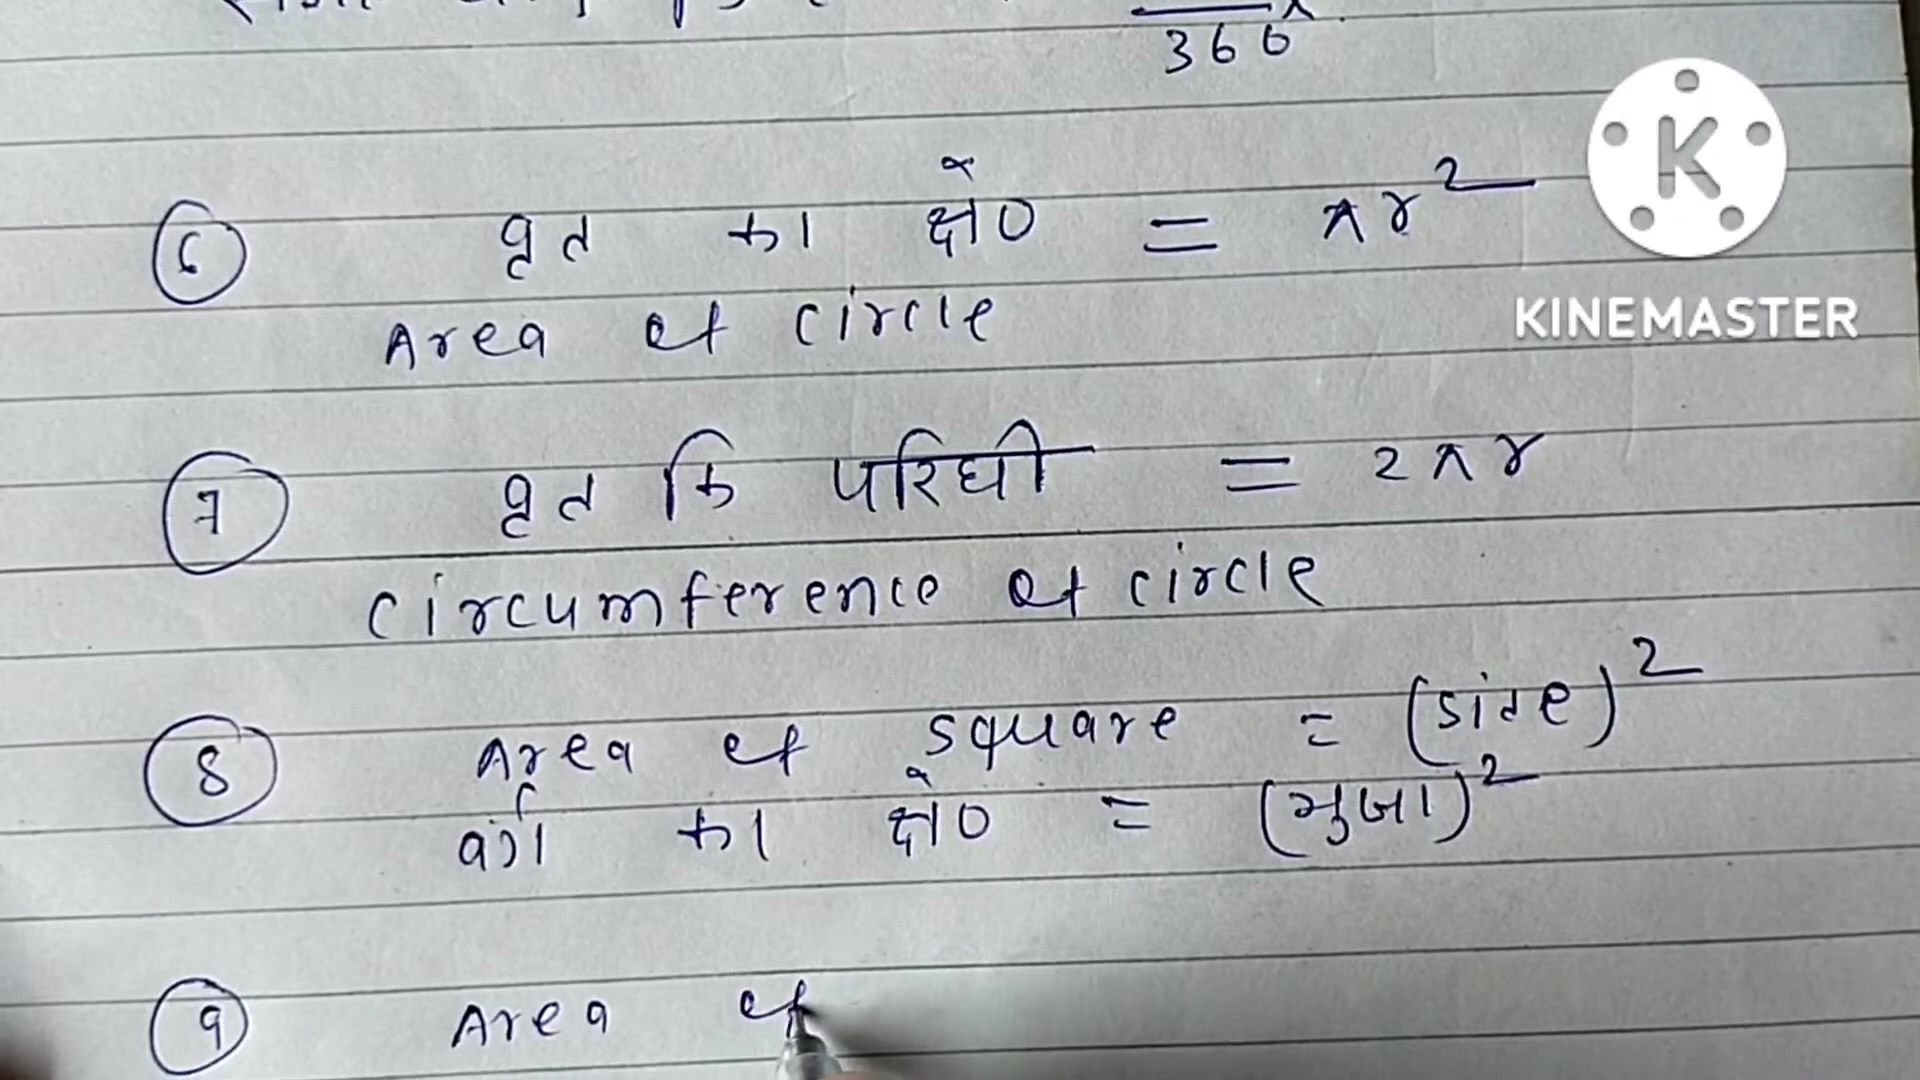 360
⑥ वृत का क्षे० = πr²
Area of circle
KINEMASTER
⑦ वृत कि परिघी = 2πr
circumference of circle
⑧ Area of square = (side)²
वर्ग का क्षे० = (भुजा)²
⑨ Area of